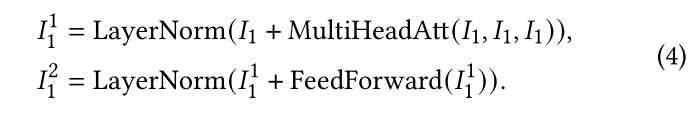 I_1^1 = LayerNorm(I_1 + MultiHeadAtt(I_1, I_1, I_1)),
I_1^2 = LayerNorm(I_1^1 + FeedForward(I_1^1)).
(4)